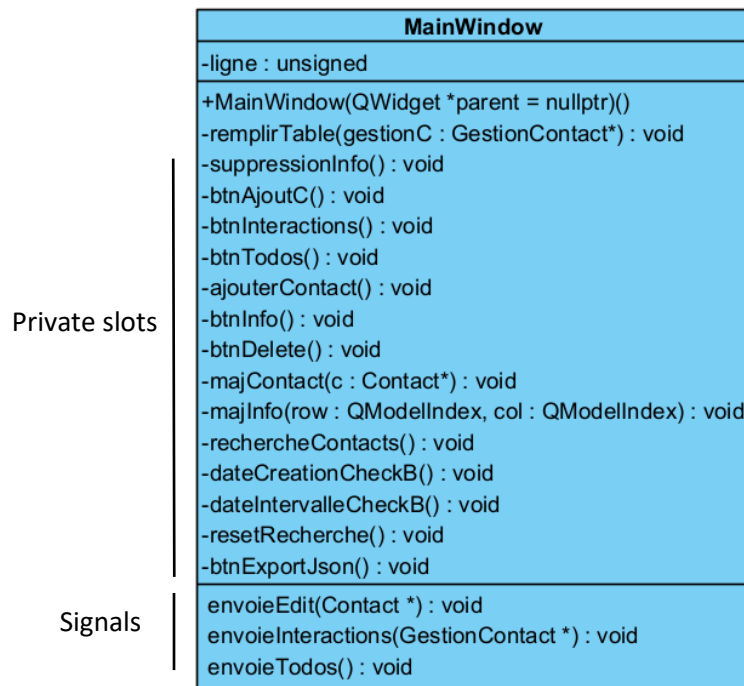 MainWindow
-ligne : unsigned
+MainWindow(QWidget *parent = nullptr)()
-remplirTable(gestionC : GestionContact*) : void
-suppressionInfo() : void
-btnAjoutC() : void
-btnInteractions() : void
-btnTodos() : void
-ajouterContact() : void
Private slots
-btnInfo() : void
-btnDelete() : void
-majContact(c : Contact*) : void
-majInfo(row : QModelIndex, col : QModelIndex) : void
-rechercheContacts() : void
-dateCreationCheckB() : void
-dateIntervalleCheckB() : void
-resetRecherche() : void
-btnExportJson() : void
Signals
envoieEdit(Contact *) : void
envoieInteractions(GestionContact *) : void
envoieTodos() : void